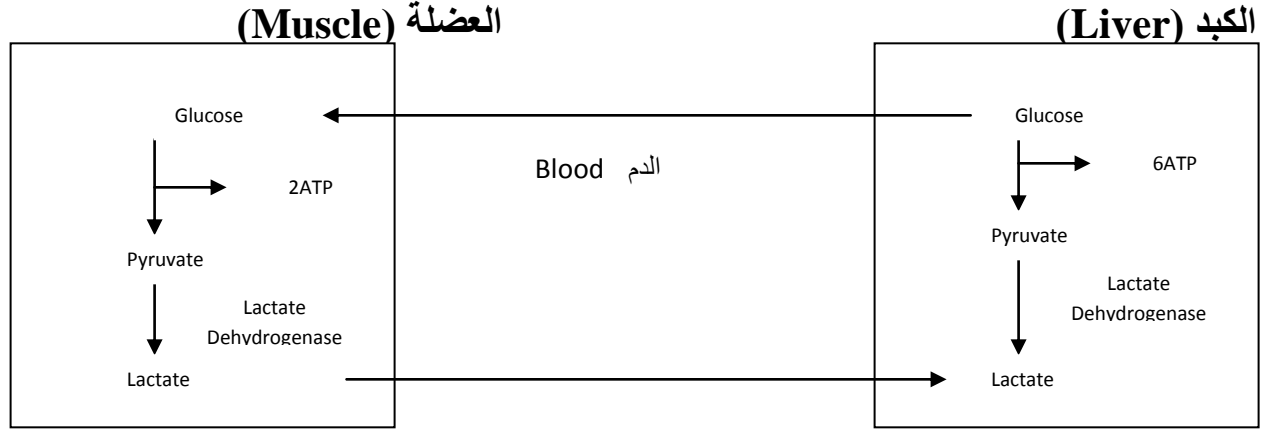 العضلة (Muscle)
الكبد (Liver)
Glucose
Glucose
Blood الدم
2ATP
6ATP
Pyruvate
Pyruvate
Lactate
Dehydrogenase
Lactate
Dehydrogenase
Lactate
Lactate